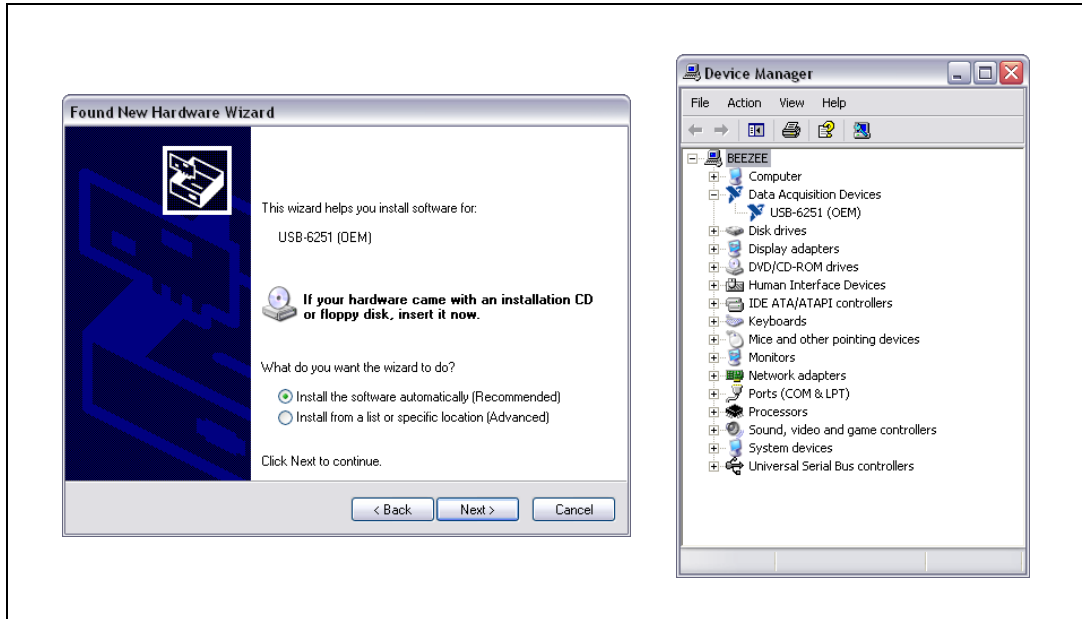 Found New Hardware Wizard
This wizard helps you install software for:
USB-6251 (OEM)
If your hardware came with an installation CD
or floppy disk, insert it now.
What do you want the wizard to do?
Install the software automatically (Recommended)
Install from a list or specific location (Advanced)
Click Next to continue.
< Back
Next >
Cancel
Device Manager
File Action View Help
BEEZEE
Computer
Data Acquisition Devices
USB-6251 (OEM)
Disk drives
Display adapters
DVD/CD-ROM drives
Human Interface Devices
IDE ATA/ATAPI controllers
Keyboards
Mice and other pointing devices
Monitors
Network adapters
Ports (COM & LPT)
Processors
Sound, video and game controllers
System devices
Universal Serial Bus controllers